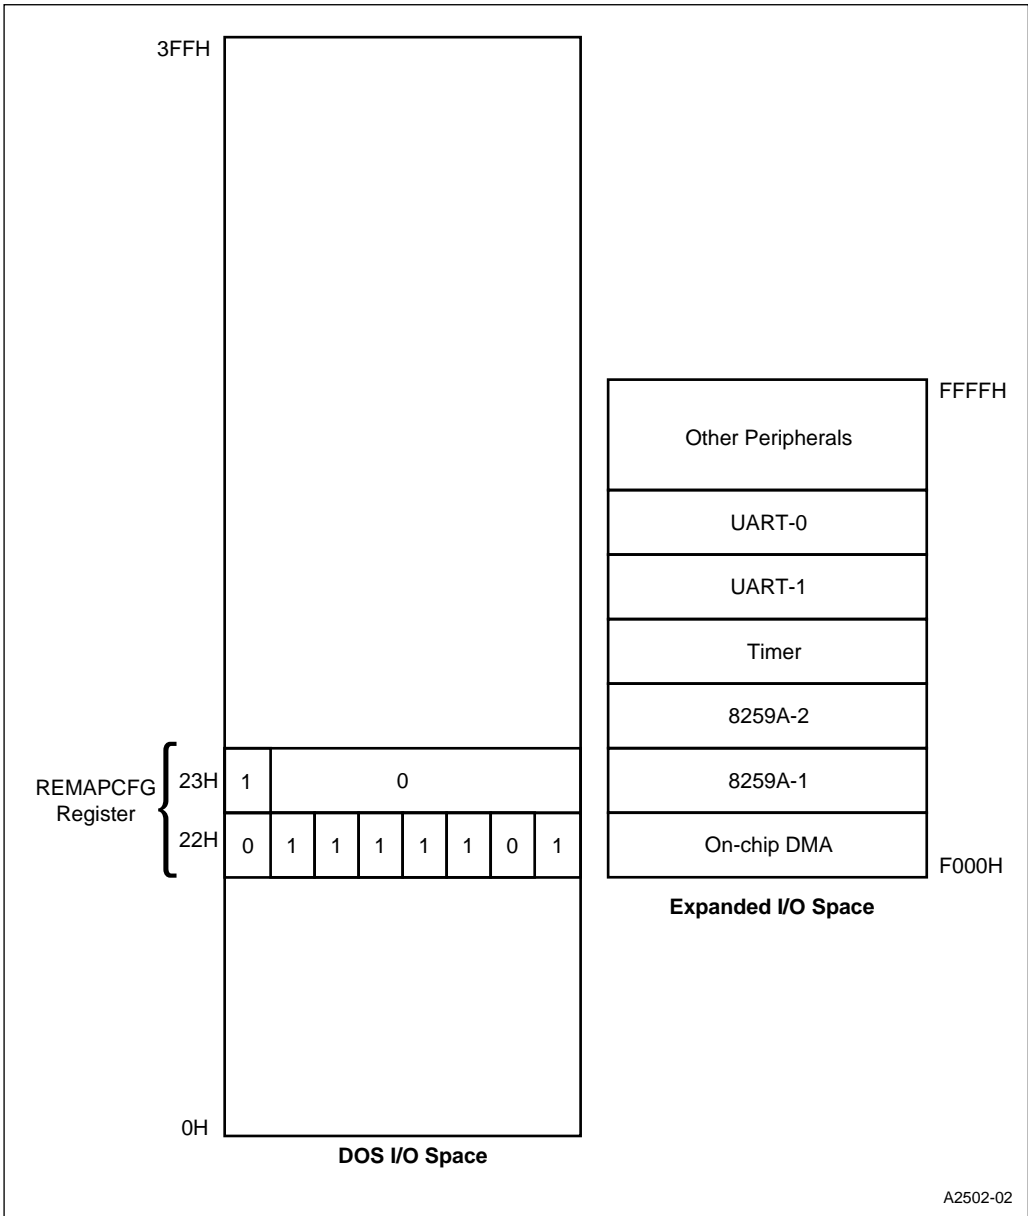 3FFH
FFFFH
Other Peripherals
UART-0
UART-1
Timer
8259A-2
REMAPCFG
Register
23H 1 0
8259A-1
22H 0 1 1 1 1 1 0 1
On-chip DMA
F000H
Expanded I/O Space
0H
DOS I/O Space
A2502-02